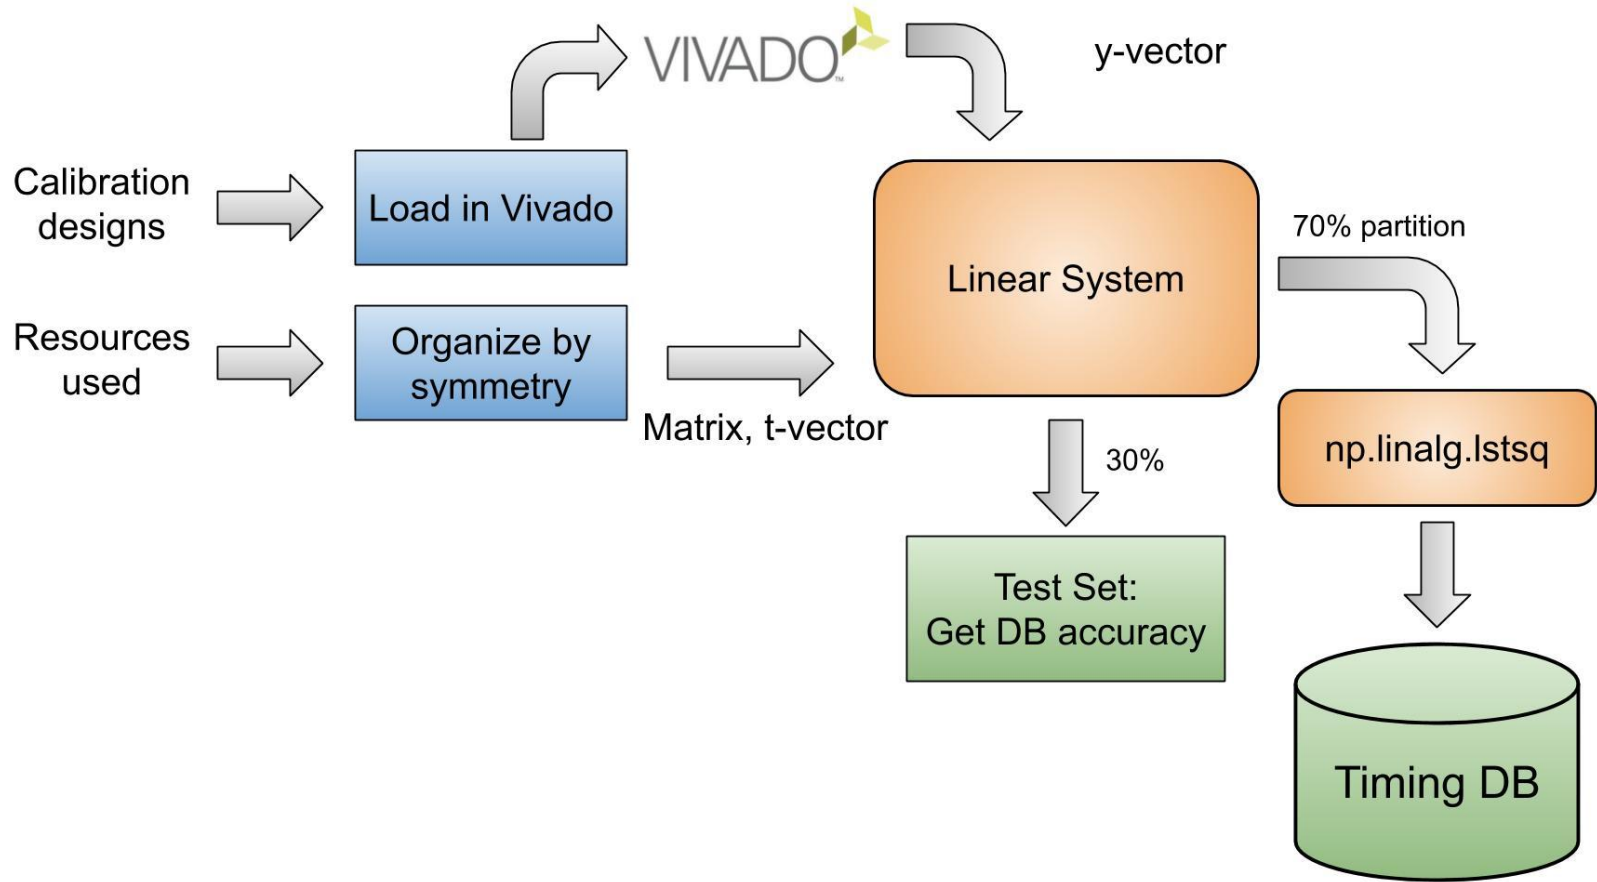 VIVADO™
y-vector
Calibration
designs
Load in Vivado
70% partition
Linear System
Resources
used
Organize by
symmetry
Matrix, t-vector
30%
np.linalg.lstsq
Test Set:
Get DB accuracy
Timing DB